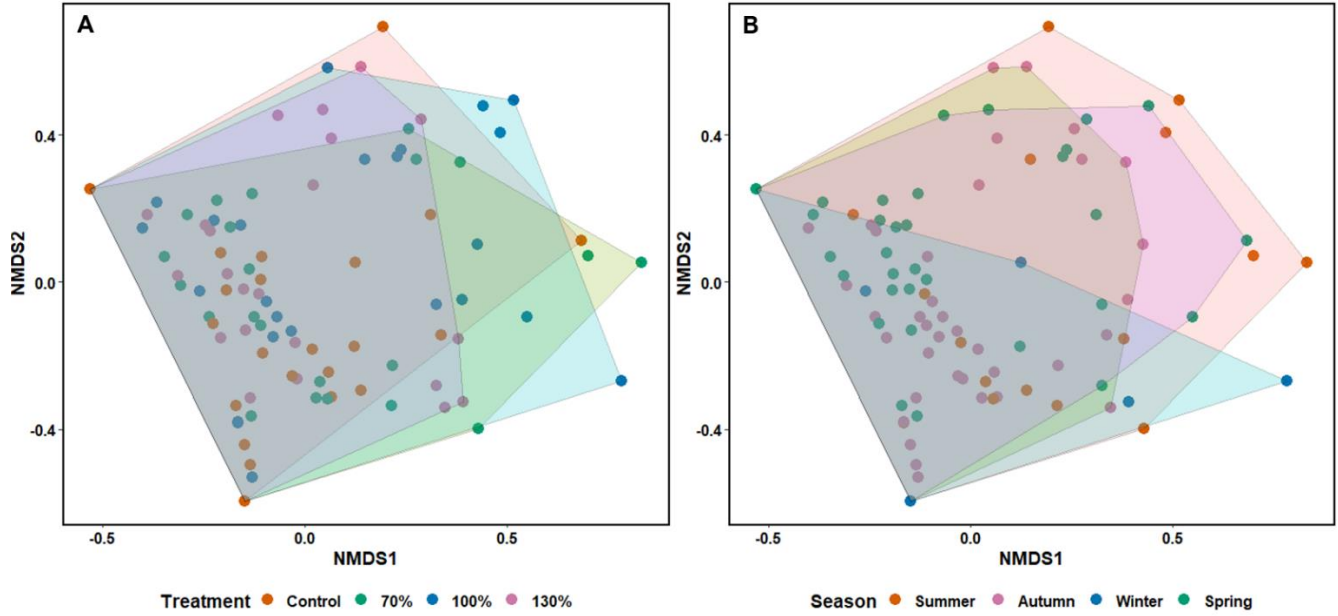 A
B
NMDS2
0.4
0.0
-0.4
-0.5
0.0
0.5
NMDS1
NMDS2
0.4
0.0
-0.4
-0.5
0.0
0.5
NMDS1
Treatment Control 70% 100% 130%
Season Summer Autumn Winter Spring